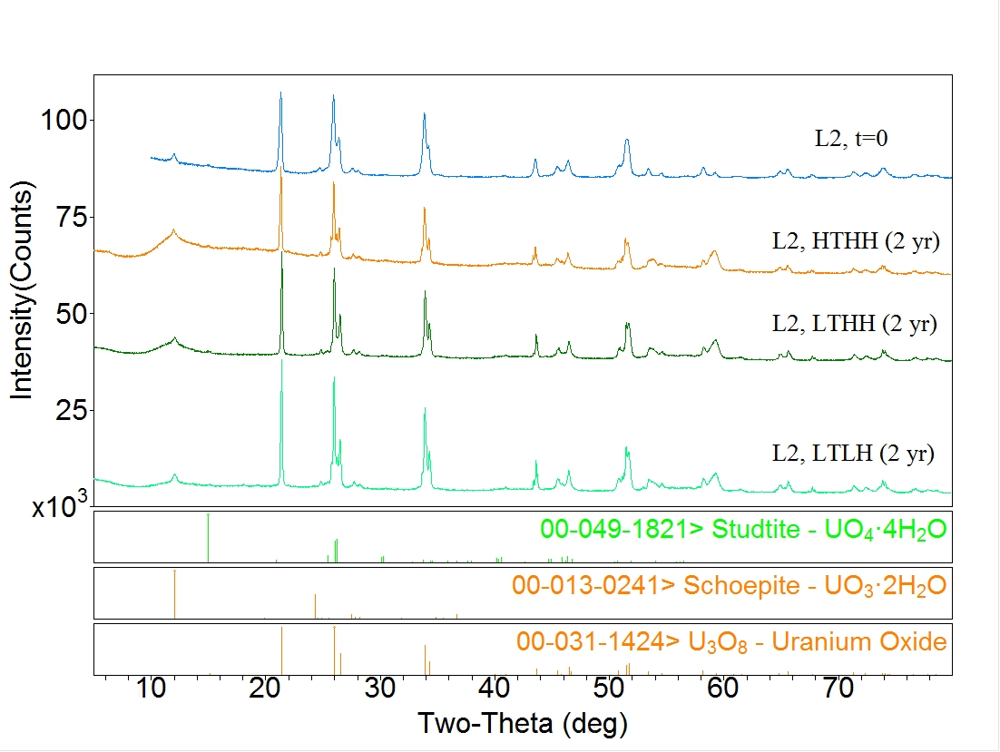 100
75
50
25
x10³
Intensity(Counts)
L2, t=0
L2, HTHH (2 yr)
L2, LTHH (2 yr)
L2, LTLH (2 yr)
00-049-1821> Studtite - UO₄·4H₂O
00-013-0241> Schoepite - UO₃·2H₂O
00-031-1424> U₃O₈ - Uranium Oxide
10 20 30 40 50 60 70
Two-Theta (deg)